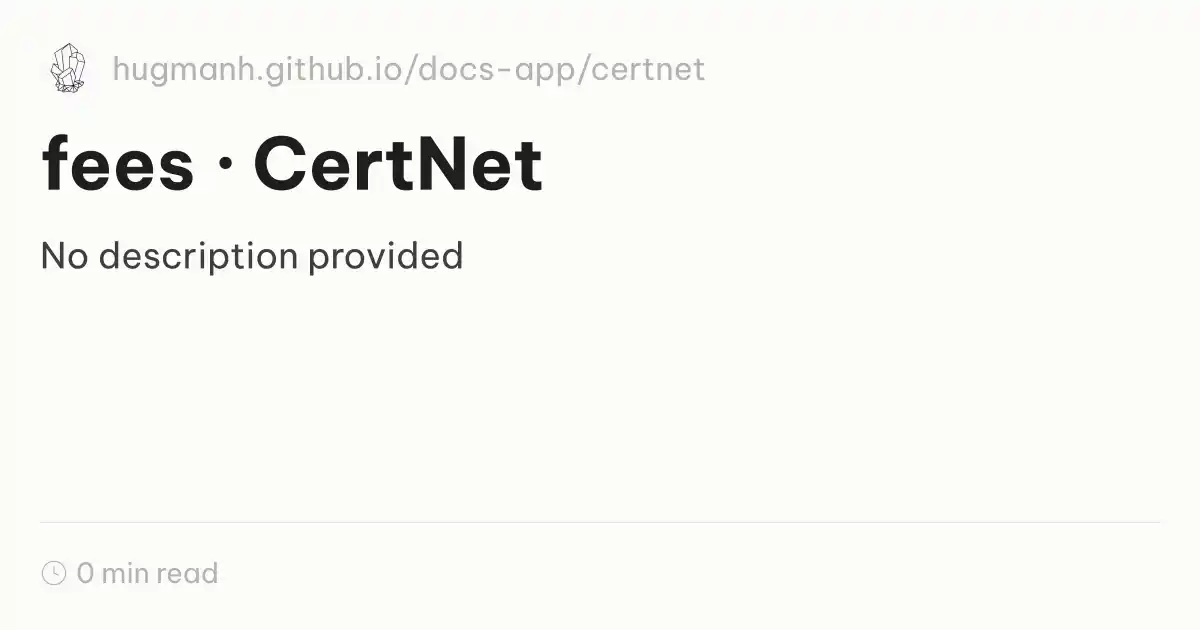 hugmanh.github.io/docs-app/certnet
fees · CertNet
No description provided
0 min read